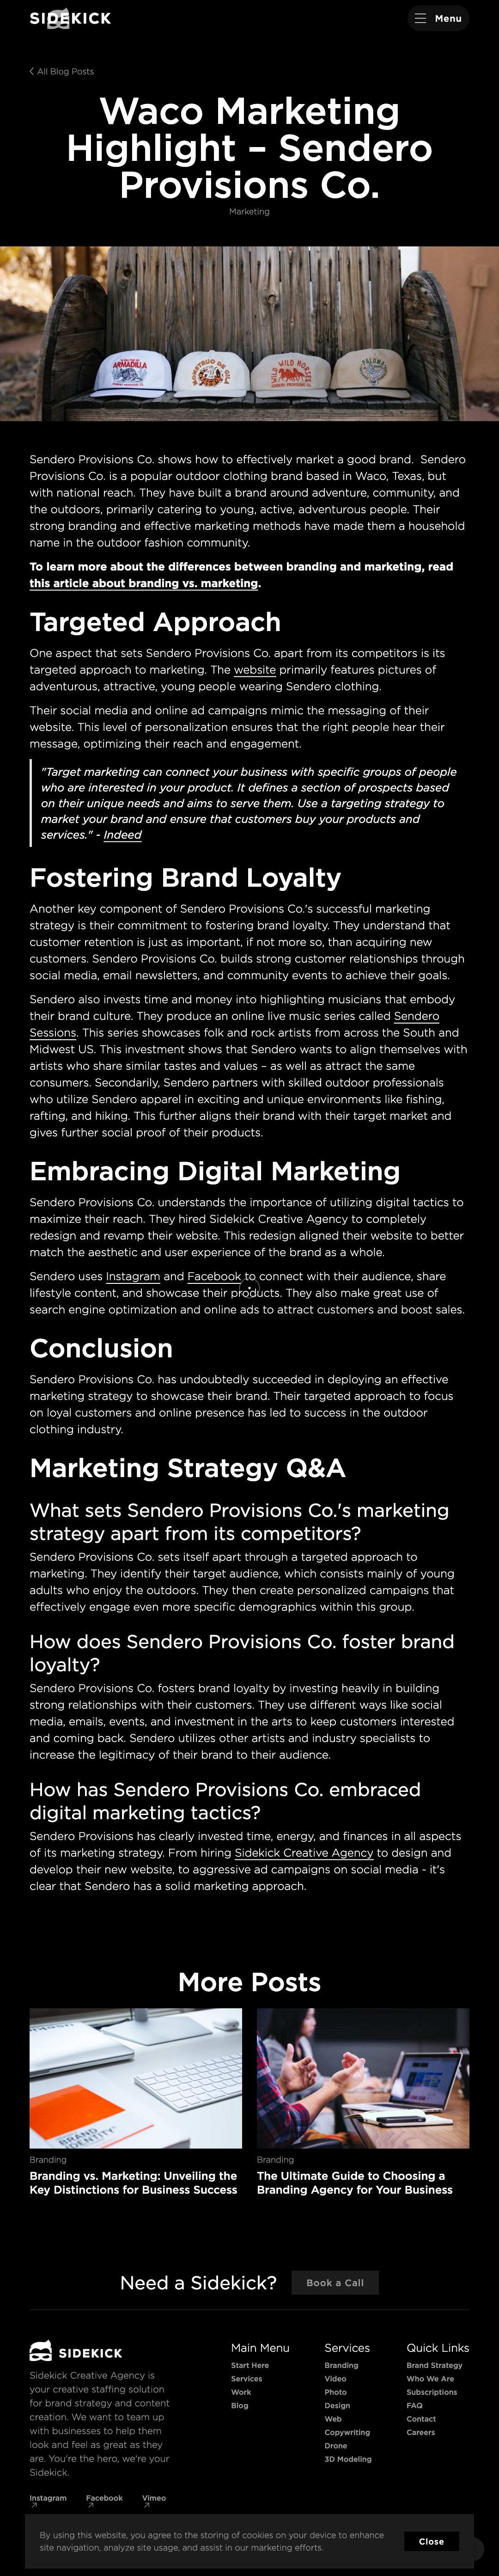 SIDEKICK
Menu
All Blog Posts
Waco Marketing
Highlight – Sendero
Provisions Co.
Marketing
ARMADILLA
WILD HORSES
PALOMA
Sendero Provisions Co. shows how to effectively market a good brand.  Sendero
Provisions Co. is a popular outdoor clothing brand based in Waco, Texas, but
with national reach. They have built a brand around adventure, community, and
the outdoors, primarily catering to young, active, adventurous people. Their
strong branding and effective marketing methods have made them a household
name in the outdoor fashion community.
To learn more about the differences between branding and marketing, read
this article about branding vs. marketing.
Targeted Approach
One aspect that sets Sendero Provisions Co. apart from its competitors is its
targeted approach to marketing. The website primarily features pictures of
adventurous, attractive, young people wearing Sendero clothing.
Their social media and online ad campaigns mimic the messaging of their
website. This level of personalization ensures that the right people hear their
message, optimizing their reach and engagement.
"Target marketing can connect your business with specific groups of people
who are interested in your product. It defines a section of prospects based
on their unique needs and aims to serve them. Use a targeting strategy to
market your brand and ensure that customers buy your products and
services." - Indeed
Fostering Brand Loyalty
Another key component of Sendero Provisions Co.'s successful marketing
strategy is their commitment to fostering brand loyalty. They understand that
customer retention is just as important, if not more so, than acquiring new
customers. Sendero Provisions Co. builds strong customer relationships through
social media, email newsletters, and community events to achieve their goals.
Sendero also invests time and money into highlighting musicians that embody
their brand culture. They produce an online live music series called Sendero
Sessions. This series showcases folk and rock artists from across the South and
Midwest US. This investment shows that Sendero wants to align themselves with
artists who share similar tastes and values – as well as attract the same
consumers. Secondarily, Sendero partners with skilled outdoor professionals
who utilize Sendero apparel in exciting and unique environments like fishing,
rafting, and hiking. This further aligns their brand with their target market and
gives further social proof of their products.
Embracing Digital Marketing
Sendero Provisions Co. understands the importance of utilizing digital tactics to
maximize their reach. They hired Sidekick Creative Agency to completely
redesign and revamp their website. This redesign aligned their website to better
match the aesthetic and user experience of the brand as a whole.
Sendero uses Instagram and Facebook to connect with their audience, share
lifestyle content, and showcase their products. They also make great use of
search engine optimization and online ads to attract customers and boost sales.
Conclusion
Sendero Provisions Co. has undoubtedly succeeded in deploying an effective
marketing strategy to showcase their brand. Their targeted approach to focus
on loyal customers and online presence has led to success in the outdoor
clothing industry.
Marketing Strategy Q&A
What sets Sendero Provisions Co.'s marketing
strategy apart from its competitors?
Sendero Provisions Co. sets itself apart through a targeted approach to
marketing. They identify their target audience, which consists mainly of young
adults who enjoy the outdoors. They then create personalized campaigns that
effectively engage even more specific demographics within this group.
How does Sendero Provisions Co. foster brand
loyalty?
Sendero Provisions Co. fosters brand loyalty by investing heavily in building
strong relationships with their customers. They use different ways like social
media, emails, events, and investment in the arts to keep customers interested
and coming back. Sendero utilizes other artists and industry specialists to
increase the legitimacy of their brand to their audience.
How has Sendero Provisions Co. embraced
digital marketing tactics?
Sendero Provisions has clearly invested time, energy, and finances in all aspects
of its marketing strategy. From hiring Sidekick Creative Agency to design and
develop their new website, to aggressive ad campaigns on social media - it's
clear that Sendero has a solid marketing approach.
More Posts
BRAND
IDENTITY
Branding
Branding vs. Marketing: Unveiling the
Key Distinctions for Business Success
Branding
The Ultimate Guide to Choosing a
Branding Agency for Your Business
Need a Sidekick?
Book a Call
SIDEKICK
Sidekick Creative Agency is
your creative staffing solution
for brand strategy and content
creation. We want to team up
with businesses to help them
look and feel as great as they
are. You're the hero, we're your
Sidekick.
Instagram
Facebook
Vimeo
Main Menu
Start Here
Services
Work
Blog
Services
Branding
Video
Photo
Design
Web
Copywriting
Drone
3D Modeling
Quick Links
Brand Strategy
Who We Are
Subscriptions
FAQ
Contact
Careers
By using this website, you agree to the storing of cookies on your device to enhance
site navigation, analyze site usage, and assist in our marketing efforts.
Close